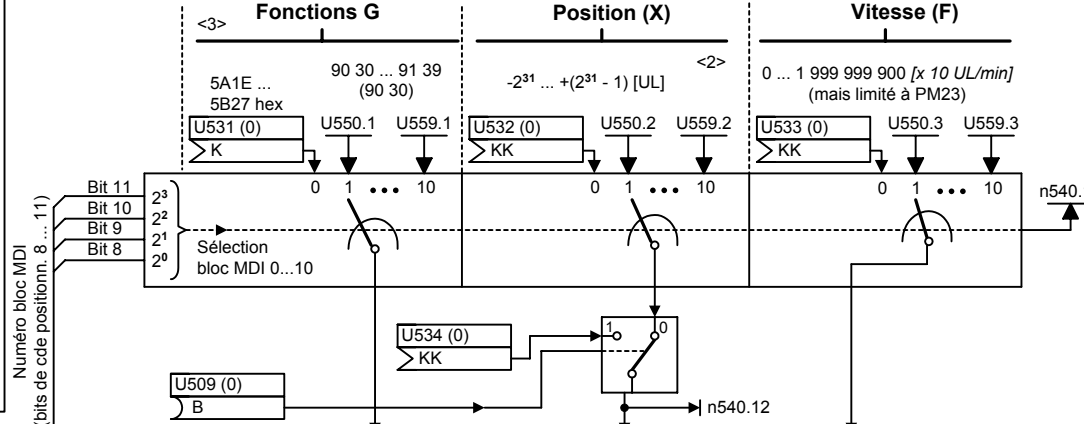 Fonctions G
Position (X)
Vitesse (F)
<3>
<2>
5A1E ...
5B27 hex
90 30 ... 91 39
(90 30)
-2³¹ ... +(2³¹ - 1) [UL]
0 ... 1 999 999 900 [x 10 UL/min]
(mais limité à PM23)
U531 (0)
K
U550.1
U559.1
U532 (0)
KK
U550.2
U559.2
U533 (0)
KK
U550.3
U559.3
0 1 ••• 10
0 1 ••• 10
0 1 ••• 10
n540.
Bit 11
Bit 10
Bit 9
Bit 8
2³
2²
2¹
2⁰
Sélection
bloc MDI 0...10
Numéro bloc MDI
(bits de cde positionn. 8 ... 11)
U534 (0)
KK
1
0
U509 (0)
B
n540.12